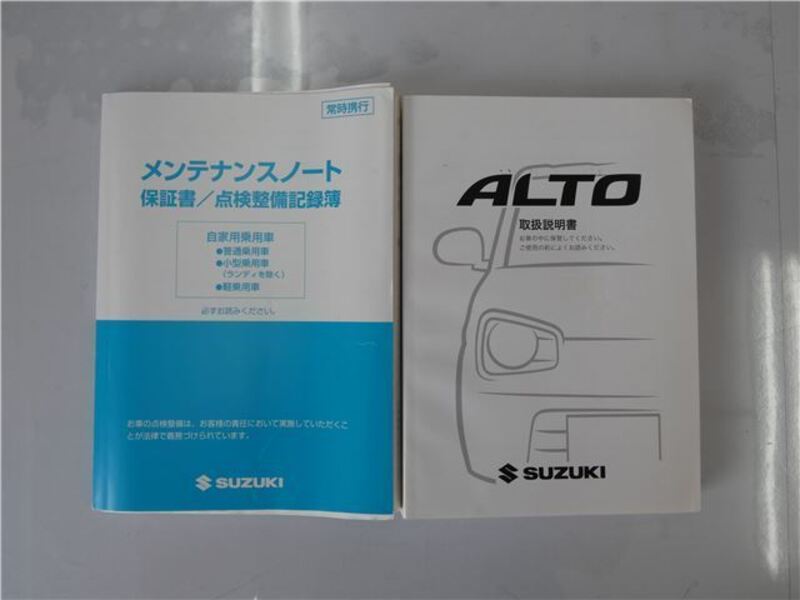 常時携行
メンテナンスノート
保証書／点検整備記録簿
自家用乗用車
●普通乗用車
●小型乗用車
（ランディを除く）
●軽乗用車
必ずお読みください。
お車の点検整備は、お客様の責任において実施していただくこ
とが法律で義務づけられています。
SUZUKI
ALTO
取扱説明書
お車の中に保管してください。
ご使用の前によくお読みください。
SUZUKI